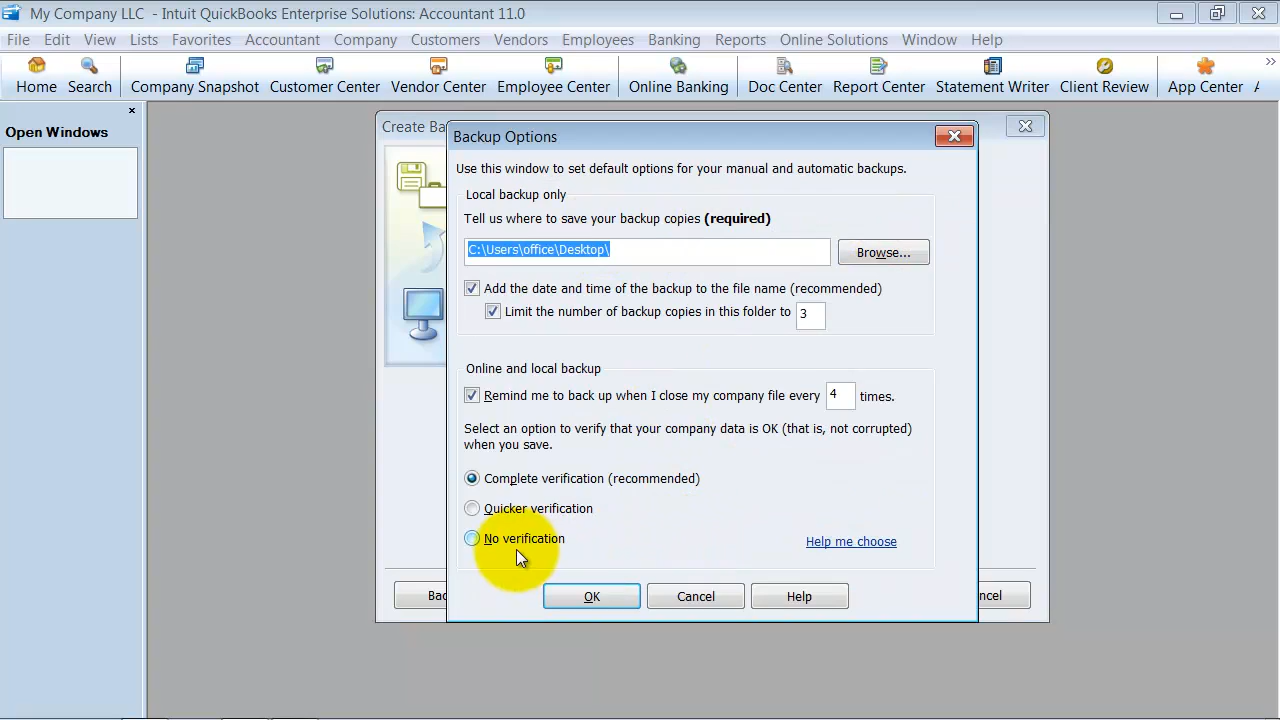 My Company LLC - Intuit QuickBooks Enterprise Solutions: Accountant 11.0
File Edit View Lists Favorites Accountant Company Customers Vendors Employees Banking Reports Online Solutions Window Help
Home Search Company Snapshot Customer Center Vendor Center Employee Center Online Banking Doc Center Report Center Statement Writer Client Review App Center
Open Windows
Create Ba
Backup Options
Use this window to set default options for your manual and automatic backups.
Local backup only
Tell us where to save your backup copies (required)
C:\Users\office\Desktop\
Browse...
Add the date and time of the backup to the file name (recommended)
Limit the number of backup copies in this folder to 3
Online and local backup
Remind me to back up when I close my company file every 4 times.
Select an option to verify that your company data is OK (that is, not corrupted)
when you save.
Complete verification (recommended)
Quicker verification
No verification
Help me choose
Bac OK Cancel Help ncel